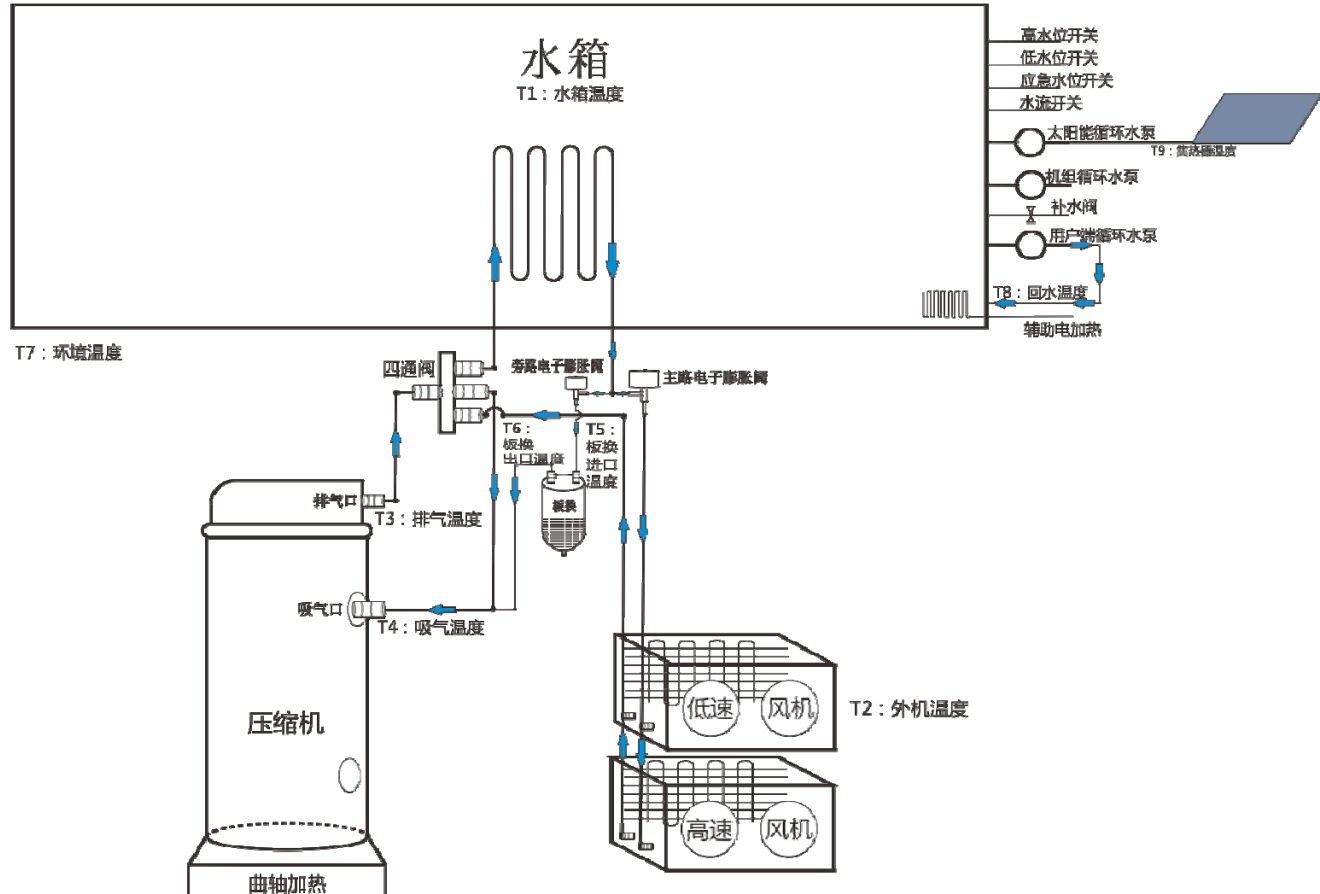 水箱
T1：水箱温度
高水位开关
低水位开关
应急水位开关
水流开关
太阳能循环水泵
T9：集热器温度
机组循环水泵
补水阀
用户端循环水泵
T8：回水温度
辅助电加热
T7：环境温度
四通阀
旁路电子膨胀阀
主路电子膨胀阀
T6：
板换
出口温度
T5：
板换
进口
温度
板换
排气口
T3：排气温度
吸气口
T4：吸气温度
压缩机
曲轴加热
低速
风机
T2：外机温度
高速
风机